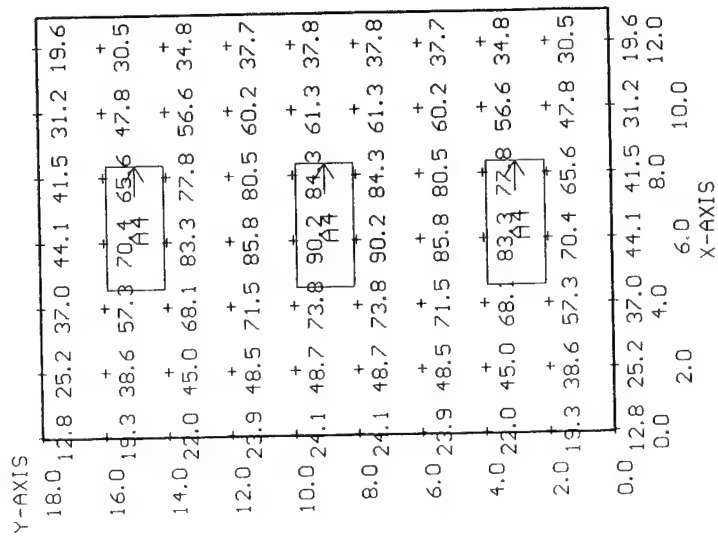 Y-AXIS
18.0 12.8 25.2 37.0 44.1 41.5 31.2 19.6
16.0 19.3 38.6 57.3 70.4 65.6 47.8 30.5
A4
14.0 22.0 45.0 68.1 83.3 77.8 56.6 34.8
12.0 23.9 48.5 71.5 85.8 80.5 60.2 37.7
10.0 24.1 48.7 73.8 90.2 84.3 61.3 37.8
A4
8.0 24.1 48.7 73.8 90.2 84.3 61.3 37.8
6.0 23.9 48.5 71.5 85.8 80.5 60.2 37.7
4.0 22.0 45.0 68.1 83.3 77.8 56.6 34.8
A4
2.0 19.3 38.6 57.3 70.4 65.6 47.8 30.5
0.0 12.8 25.2 37.0 44.1 41.5 31.2 19.6
0.0 4.0 8.0 12.0
2.0 6.0 10.0
X-AXIS